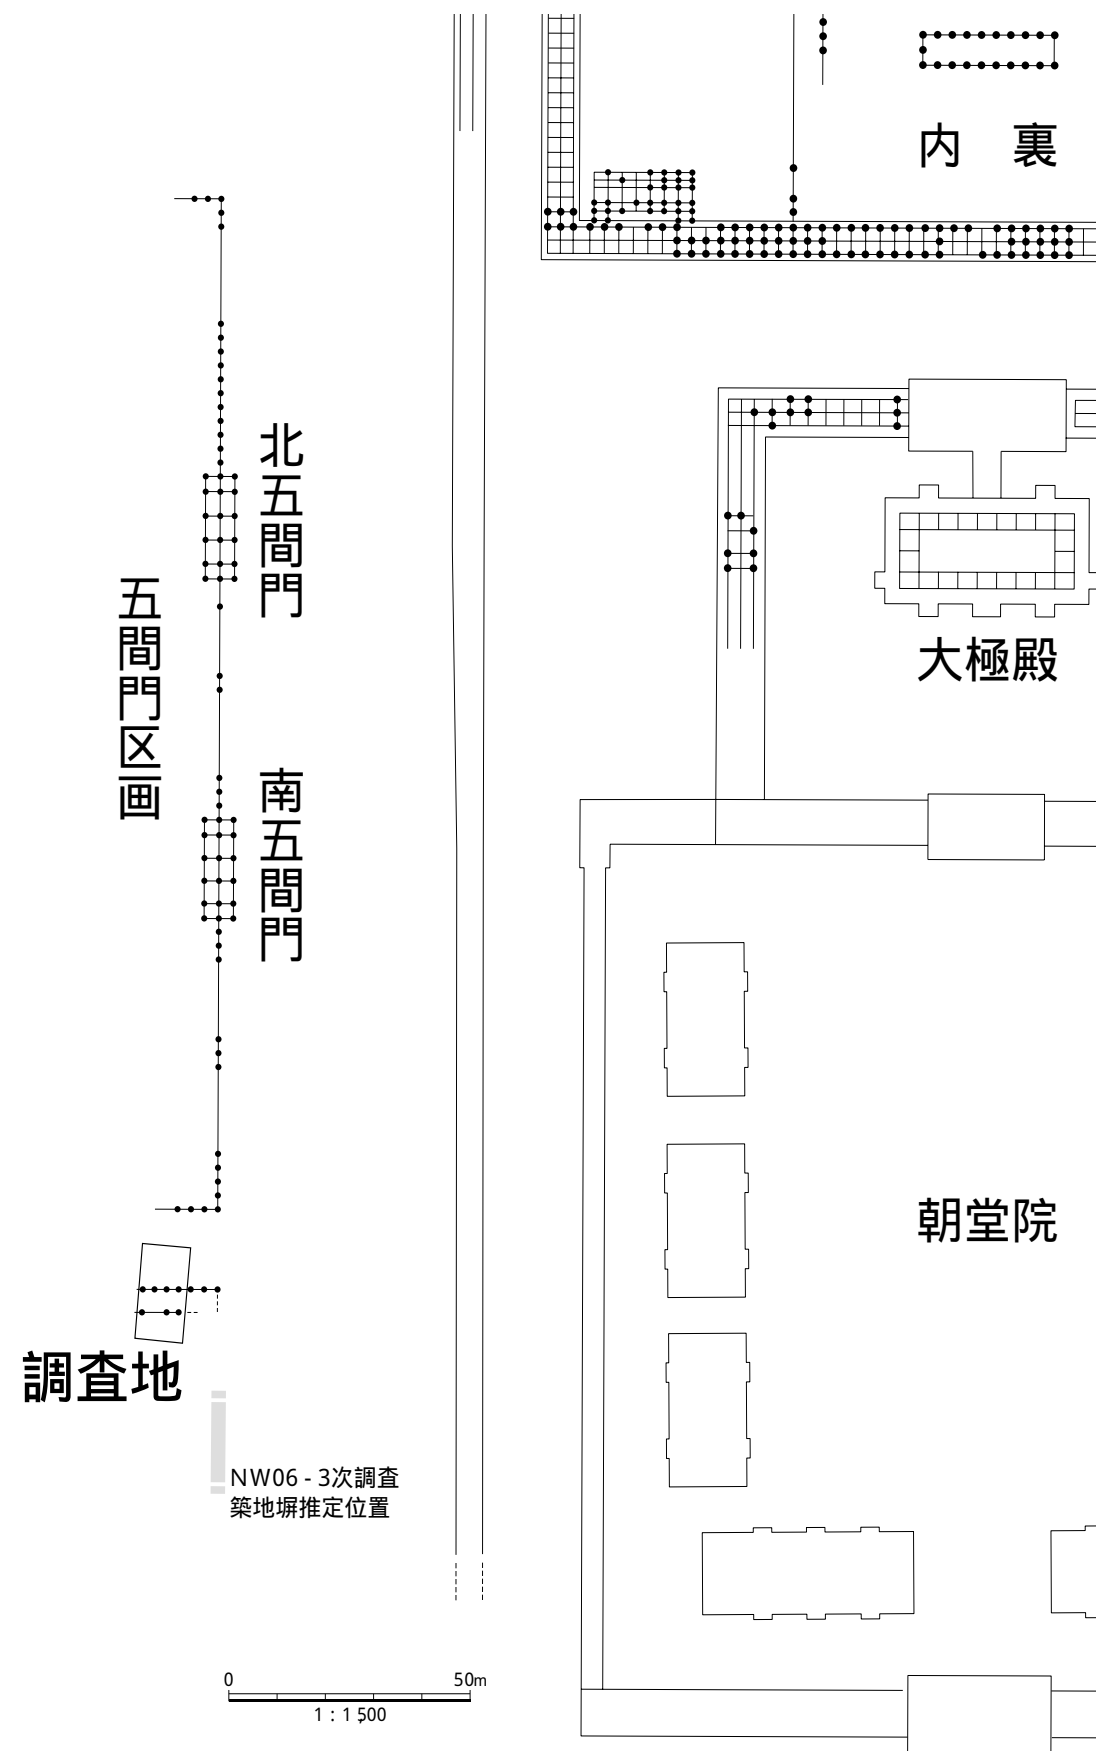 内 裏
北五間門
五間門区画
大極殿
南五間門
朝堂院
調査地
NW06 - 3次調査
築地塀推定位置
0 50m
1 : 1,500